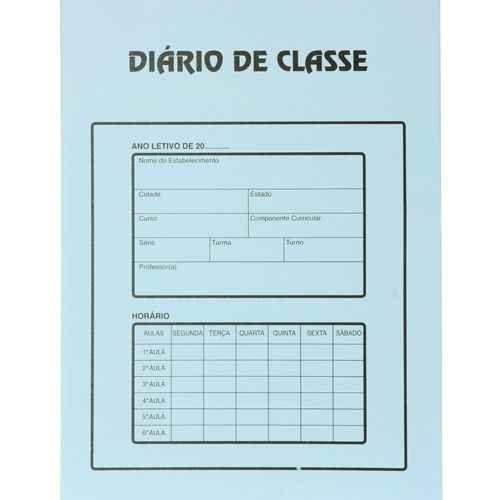 DIÁRIO DE CLASSE
ANO LETIVO DE 20
Nome do Estabelecimento
Cidade Estado
Curso Componente Curricular
Série Turma Turno
Professor(a)
HORÁRIO
AULAS SEGUNDA TERÇA QUARTA QUINTA SEXTA SÁBADO
1ª AULA
2ª AULA
3ª AULA
4ª AULA
5ª AULA
6ª AULA